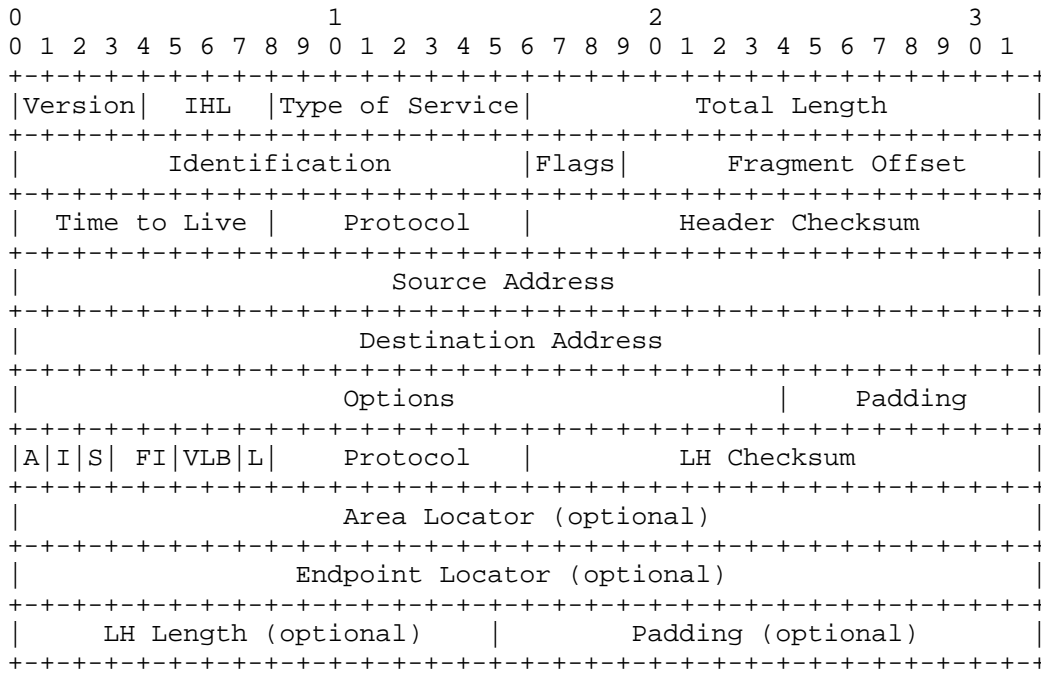 0                   1                   2                   3
0 1 2 3 4 5 6 7 8 9 0 1 2 3 4 5 6 7 8 9 0 1 2 3 4 5 6 7 8 9 0 1
+-+-+-+-+-+-+-+-+-+-+-+-+-+-+-+-+-+-+-+-+-+-+-+-+-+-+-+-+-+-+-+-+
|Version|  IHL  |Type of Service|          Total Length         |
+-+-+-+-+-+-+-+-+-+-+-+-+-+-+-+-+-+-+-+-+-+-+-+-+-+-+-+-+-+-+-+-+
|         Identification        |Flags|      Fragment Offset    |
+-+-+-+-+-+-+-+-+-+-+-+-+-+-+-+-+-+-+-+-+-+-+-+-+-+-+-+-+-+-+-+-+
|  Time to Live |    Protocol   |         Header Checksum       |
+-+-+-+-+-+-+-+-+-+-+-+-+-+-+-+-+-+-+-+-+-+-+-+-+-+-+-+-+-+-+-+-+
|                       Source Address                          |
+-+-+-+-+-+-+-+-+-+-+-+-+-+-+-+-+-+-+-+-+-+-+-+-+-+-+-+-+-+-+-+-+
|                     Destination Address                       |
+-+-+-+-+-+-+-+-+-+-+-+-+-+-+-+-+-+-+-+-+-+-+-+-+-+-+-+-+-+-+-+-+
|                    Options                    |    Padding    |
+-+-+-+-+-+-+-+-+-+-+-+-+-+-+-+-+-+-+-+-+-+-+-+-+-+-+-+-+-+-+-+-+
|A|I|S| FI|VLB|L|    Protocol   |         LH Checksum           |
+-+-+-+-+-+-+-+-+-+-+-+-+-+-+-+-+-+-+-+-+-+-+-+-+-+-+-+-+-+-+-+-+
|                    Area Locator (optional)                    |
+-+-+-+-+-+-+-+-+-+-+-+-+-+-+-+-+-+-+-+-+-+-+-+-+-+-+-+-+-+-+-+-+
|                 Endpoint Locator (optional)                   |
+-+-+-+-+-+-+-+-+-+-+-+-+-+-+-+-+-+-+-+-+-+-+-+-+-+-+-+-+-+-+-+-+
|     LH Length (optional)    |        Padding (optional)       |
+-+-+-+-+-+-+-+-+-+-+-+-+-+-+-+-+-+-+-+-+-+-+-+-+-+-+-+-+-+-+-+-+